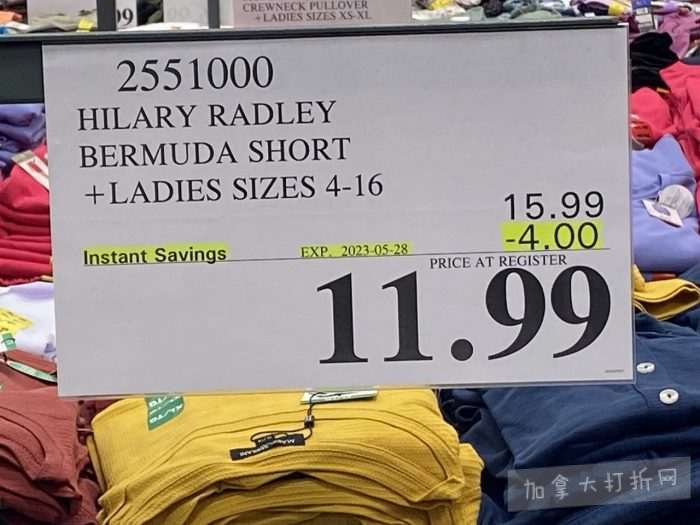 .99
CREWNECK PULLOVER
+LADIES SIZES XS-XL
2551000
HILARY RADLEY
BERMUDA SHORT
+LADIES SIZES 4-16
15.99
-4.00
Instant Savings EXP. 2023-05-28
PRICE AT REGISTER
11.99
加拿大打折网